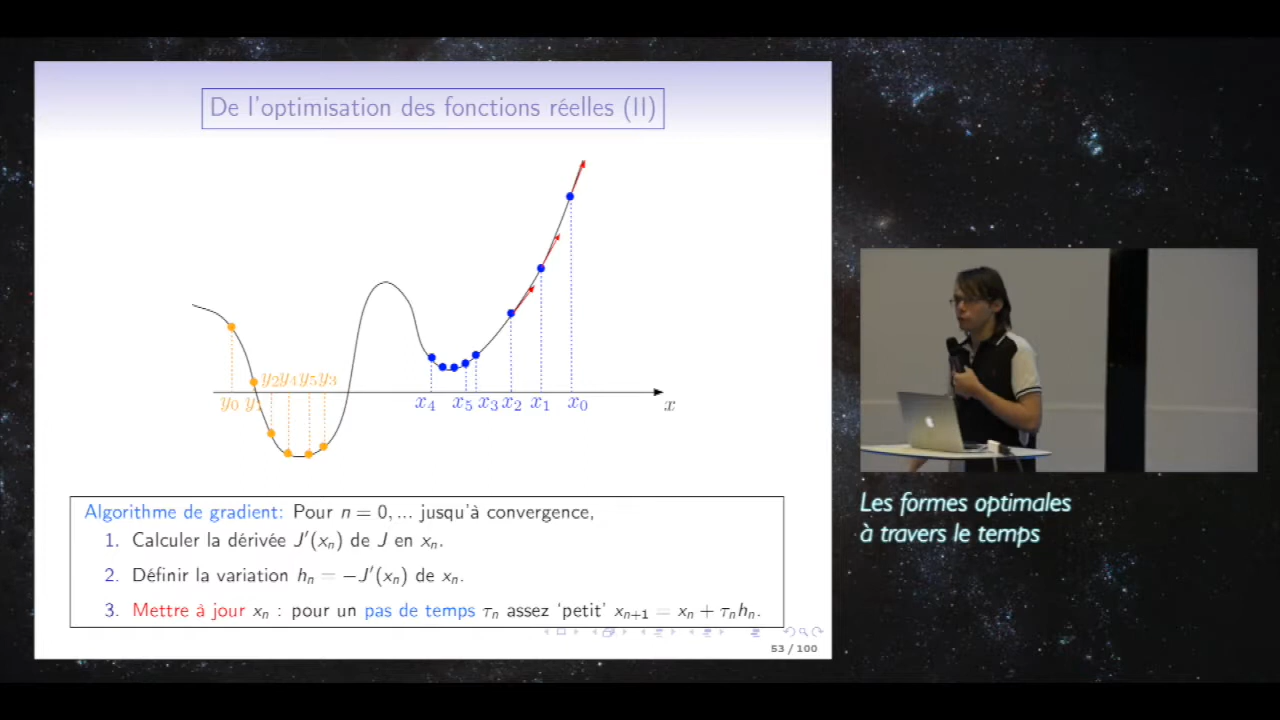 De l'optimisation des fonctions réelles (II)
y₂ y₄ y₅ y₃
y₀ y₁ x₄ x₅ x₃ x₂ x₁ x₀ x
Algorithme de gradient: Pour n = 0, ... jusqu'à convergence,
1. Calculer la dérivée J′(xₙ) de J en xₙ.
2. Définir la variation hₙ = −J′(xₙ) de xₙ.
3. Mettre à jour xₙ : pour un pas de temps τₙ assez ‘petit’ xₙ₊₁ = xₙ + τₙhₙ.
53 / 100
Les formes optimales
à travers le temps